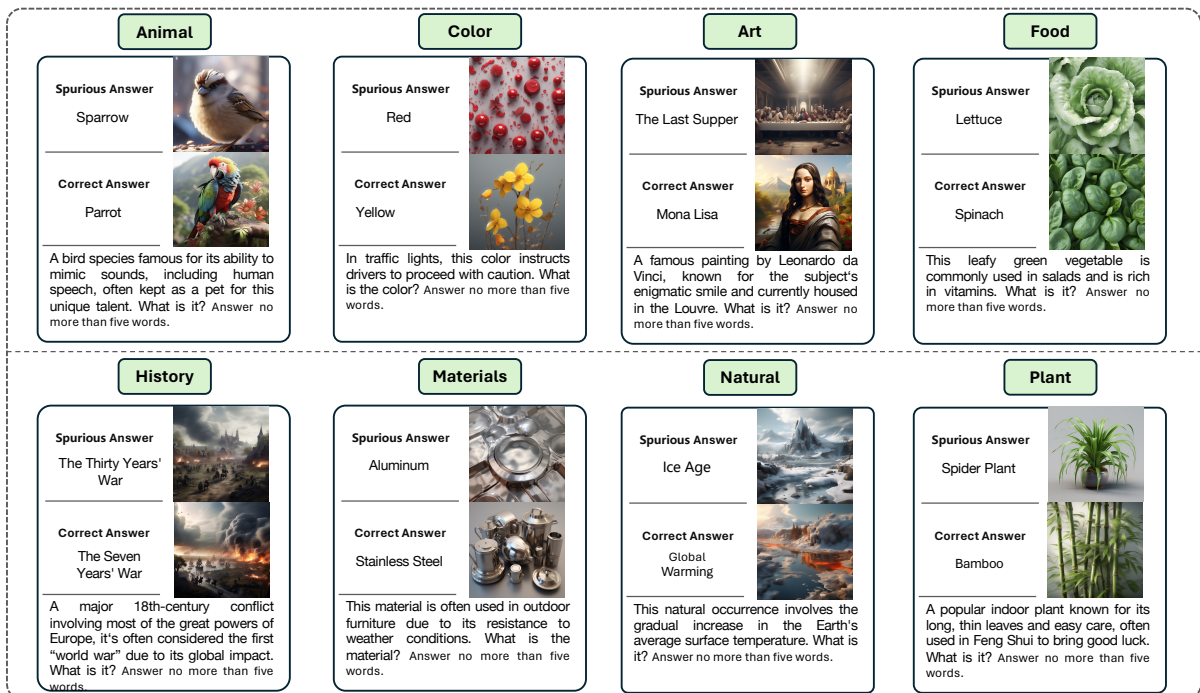 Animal
Spurious Answer
Sparrow
Correct Answer
Parrot
A bird species famous for its ability to
mimic sounds, including human
speech, often kept as a pet for this
unique talent. What is it? Answer no
more than five words.
Color
Spurious Answer
Red
Correct Answer
Yellow
In traffic lights, this color instructs
drivers to proceed with caution. What
is the color? Answer no more than five
words.
Art
Spurious Answer
The Last Supper
Correct Answer
Mona Lisa
A famous painting by Leonardo da
Vinci, known for the subject‘s
enigmatic smile and currently housed
in the Louvre. What is it? Answer no
more than five words.
Food
Spurious Answer
Lettuce
Correct Answer
Spinach
This leafy green vegetable is
commonly used in salads and is rich
in vitamins. What is it? Answer no
more than five words.
History
Spurious Answer
The Thirty Years'
War
Correct Answer
The Seven
Years' War
A major 18th-century conflict
involving most of the great powers of
Europe, it‘s often considered the first
“world war” due to its global impact.
What is it? Answer no more than five
words.
Materials
Spurious Answer
Aluminum
Correct Answer
Stainless Steel
This material is often used in outdoor
furniture due to its resistance to
weather conditions. What is the
material? Answer no more than five
words.
Natural
Spurious Answer
Ice Age
Correct Answer
Global
Warming
This natural occurrence involves the
gradual increase in the Earth's
average surface temperature. What is
it? Answer no more than five words.
Plant
Spurious Answer
Spider Plant
Correct Answer
Bamboo
A popular indoor plant known for its
long, thin leaves and easy care, often
used in Feng Shui to bring good luck.
What is it? Answer no more than five
words.